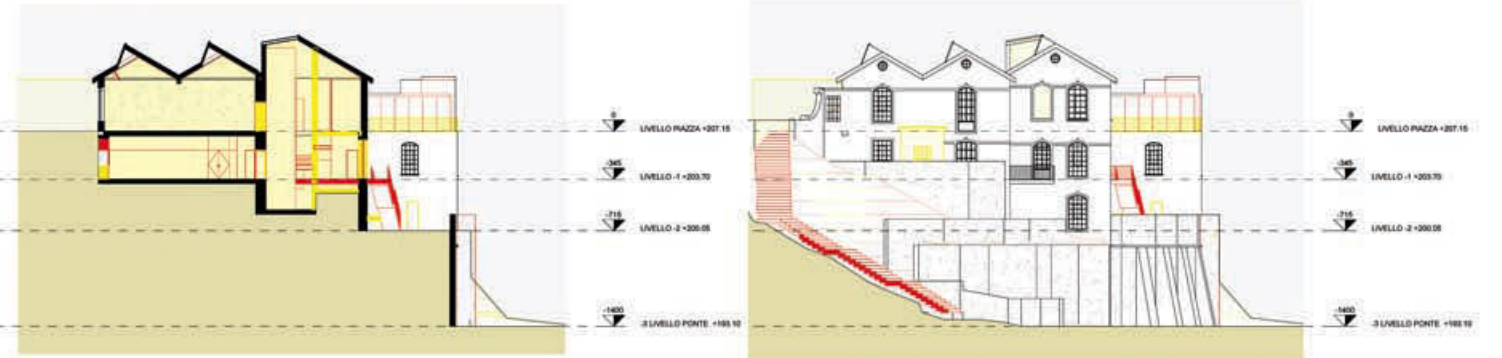 0
LIVELLO PIAZZA +207.15
-345
LIVELLO -1 +203.70
-715
LIVELLO -2 +200.05
-1400
-3 LIVELLO PONTE +193.10
0
LIVELLO PIAZZA +207.15
-345
LIVELLO -1 +203.70
-715
LIVELLO -2 +200.05
-1400
-3 LIVELLO PONTE +193.10